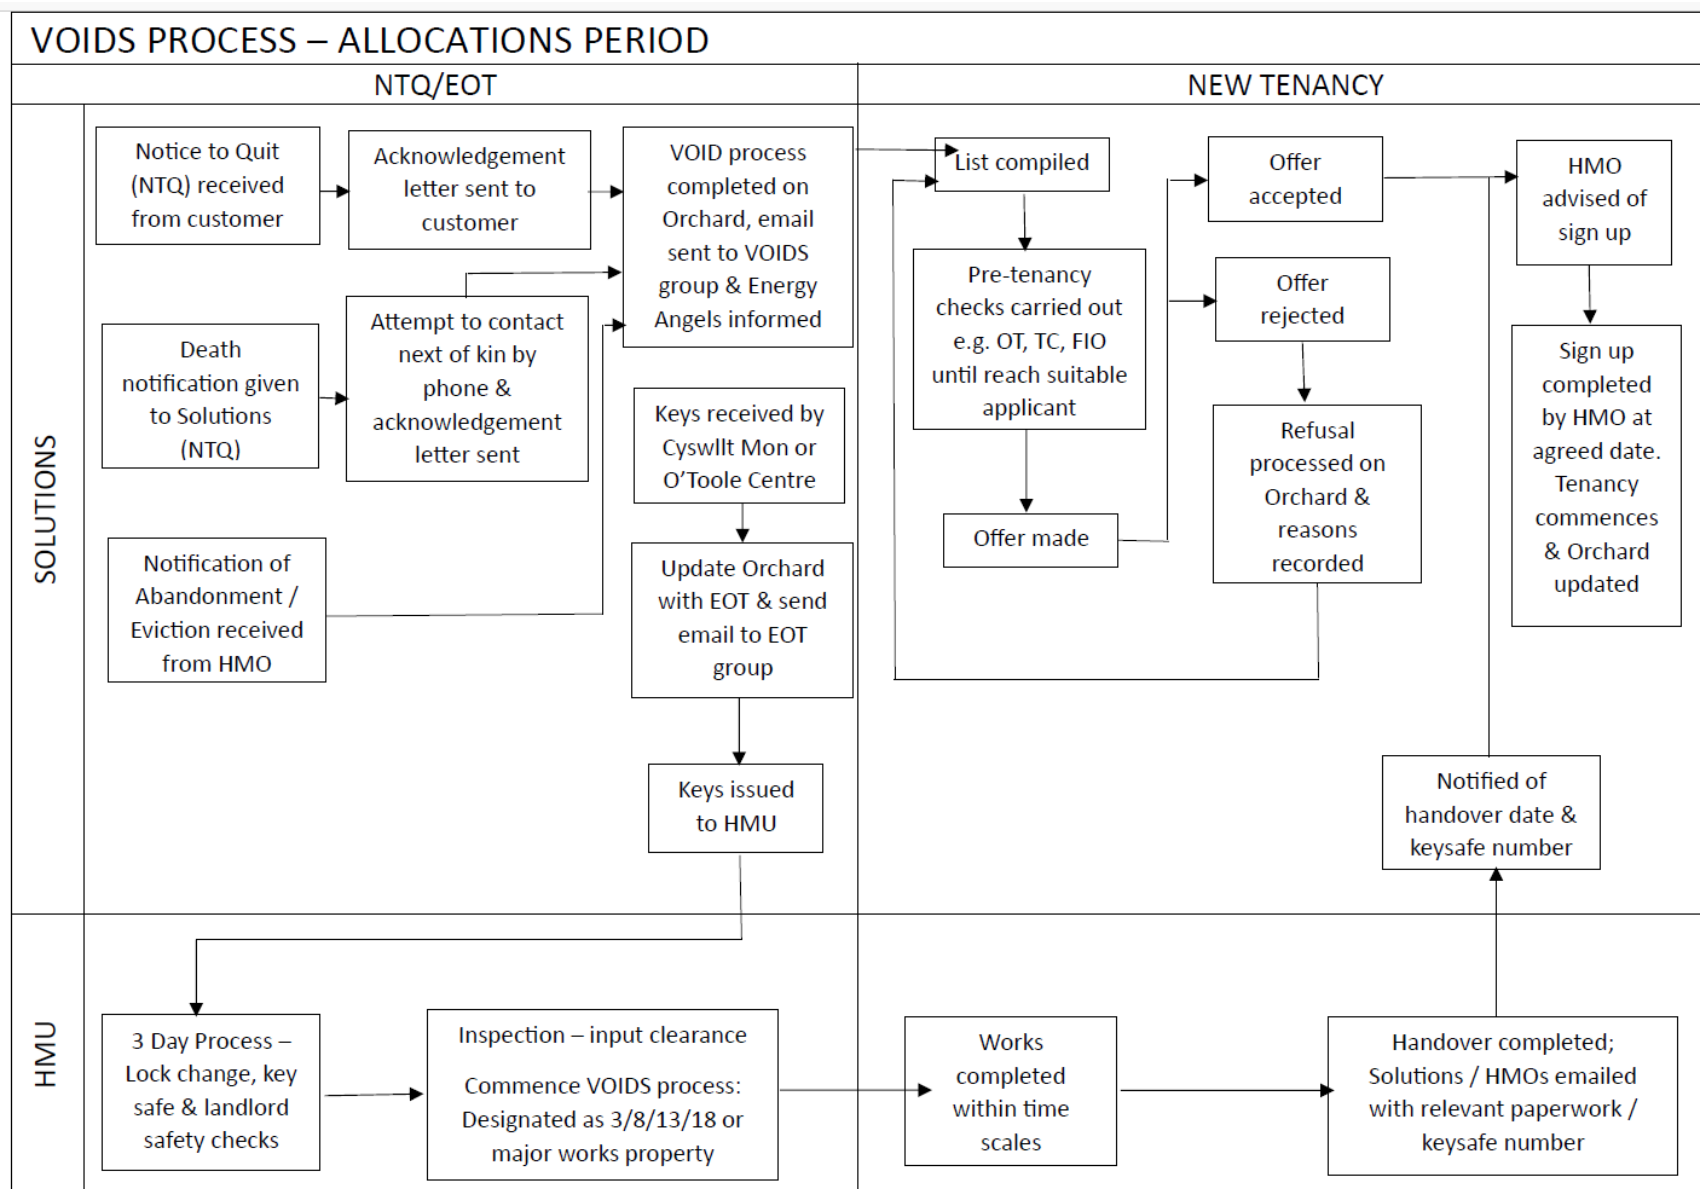 VOIDS PROCESS – ALLOCATIONS PERIOD
NTQ/EOT
NEW TENANCY
SOLUTIONS
Notice to Quit
(NTQ) received
from customer
Acknowledgement
letter sent to
customer
VOID process
completed on
Orchard, email
sent to VOIDS
group & Energy
Angels informed
Death
notification given
to Solutions
(NTQ)
Attempt to contact
next of kin by
phone &
acknowledgement
letter sent
Notification of
Abandonment /
Eviction received
from HMO
Keys received by
Cyswllt Mon or
O'Toole Centre
Update Orchard
with EOT & send
email to EOT
group
Keys issued
to HMU
List compiled
Pre-tenancy
checks carried out
e.g. OT, TC, FIO
until reach suitable
applicant
Offer made
Offer
accepted
Offer
rejected
Refusal
processed on
Orchard &
reasons
recorded
HMO
advised of
sign up
Sign up
completed
by HMO at
agreed date.
Tenancy
commences
& Orchard
updated
Notified of
handover date &
keysafe number
HMU
3 Day Process –
Lock change, key
safe & landlord
safety checks
Inspection – input clearance
Commence VOIDS process:
Designated as 3/8/13/18 or
major works property
Works
completed
within time
scales
Handover completed;
Solutions / HMOs emailed
with relevant paperwork /
keysafe number